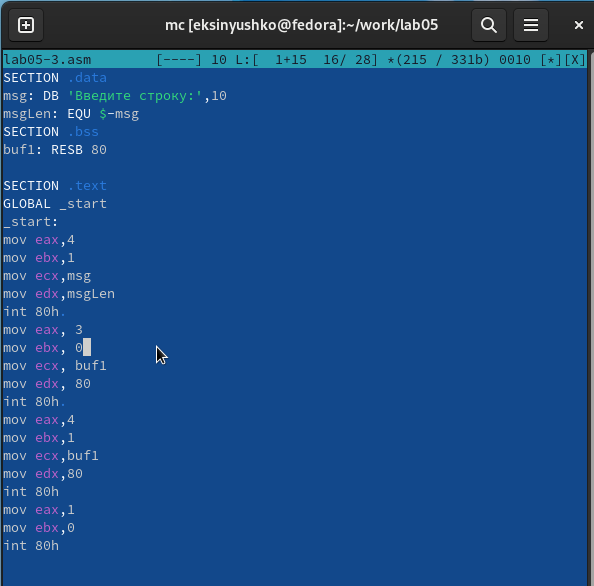 mc [eksinyushko@fedora]:~/work/lab05
lab05-3.asm [----] 10 L:[ 1+15 16/ 28] *(215 / 331b) 0010 [*][X]
SECTION .data
msg: DB 'Введите строку:',10
msgLen: EQU $-msg
SECTION .bss
buf1: RESB 80
SECTION .text
GLOBAL _start
_start:
mov eax,4
mov ebx,1
mov ecx,msg
mov edx,msgLen
int 80h.
mov eax, 3
mov ebx, 0
mov ecx, buf1
mov edx, 80
int 80h.
mov eax,4
mov ebx,1
mov ecx,buf1
mov edx,80
int 80h
mov eax,1
mov ebx,0
int 80h